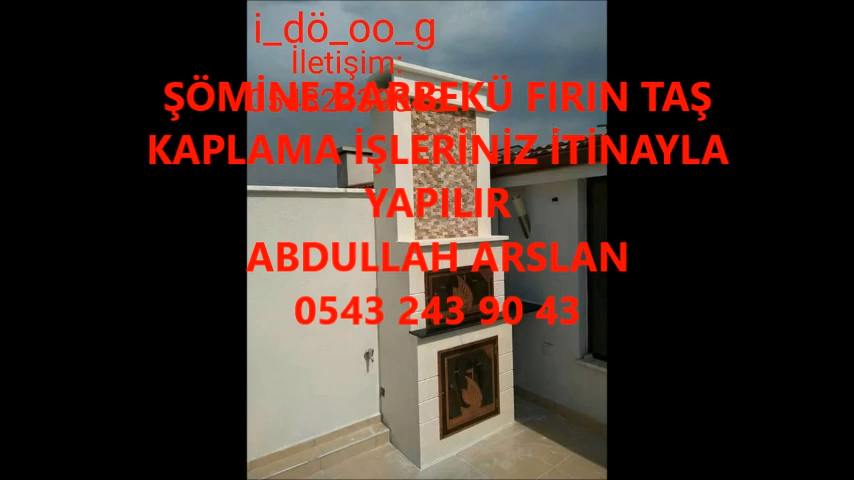 i_dö_oo_g
İletişim:
ŞÖMİNE BARBEKÜ FIRIN TAŞ
KAPLAMA İŞLERİNİZ İTİNAYLA
YAPILIR
ABDULLAH ARSLAN
0543 243 90 43